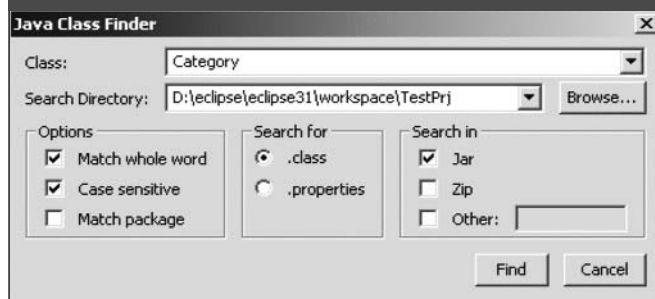 Java Class Finder
Class: Category
Search Directory: D:\eclipse\eclipse31\workspace\TestPrj Browse...
Options Search for Search in
Match whole word .class Jar
Case sensitive .properties Zip
Match package Other:
Find Cancel